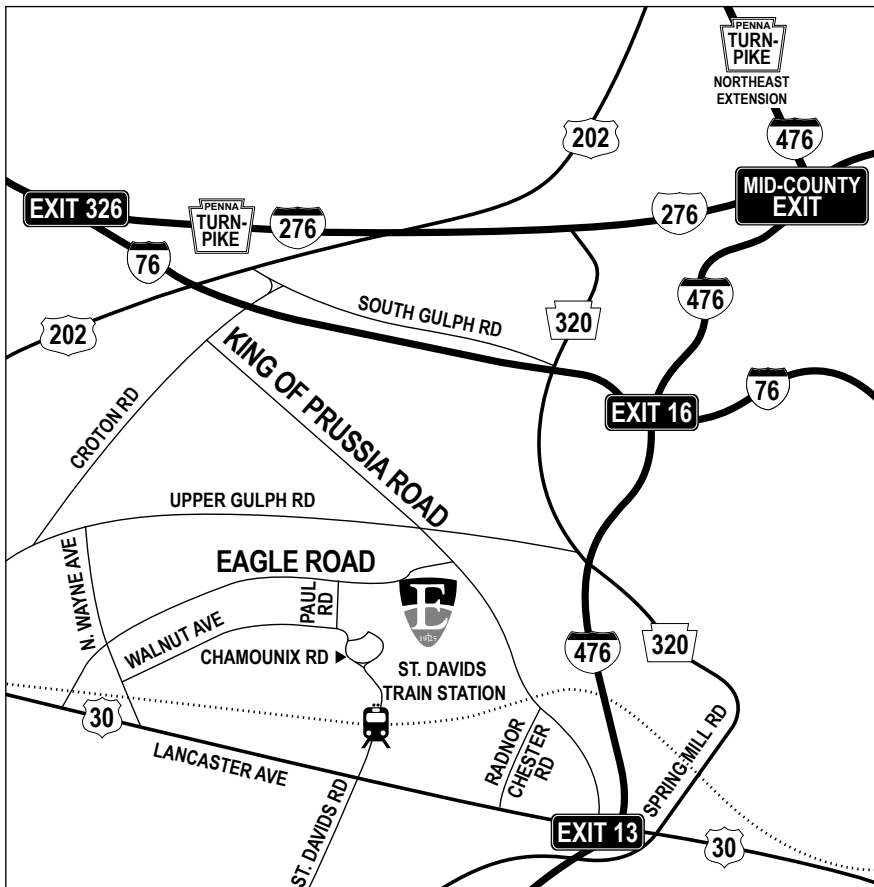 PENNA
TURN-
PIKE
NORTHEAST
EXTENSION
202
476
MID-COUNTY
EXIT
EXIT 326
PENNA
TURN-
PIKE
276
276
76
476
SOUTH GULPH RD
320
202
KING OF PRUSSIA ROAD
76
EXIT 16
CROTON RD
UPPER GULPH RD
EAGLE ROAD
N. WAYNE AVE
PAUL
RD
E
1925
WALNUT AVE
CHAMOUNIX RD
476
320
ST. DAVIDS
TRAIN STATION
30
LANCASTER AVE
RADNOR
CHESTER RD
SPRING MILL RD
ST. DAVIDS RD
EXIT 13
30